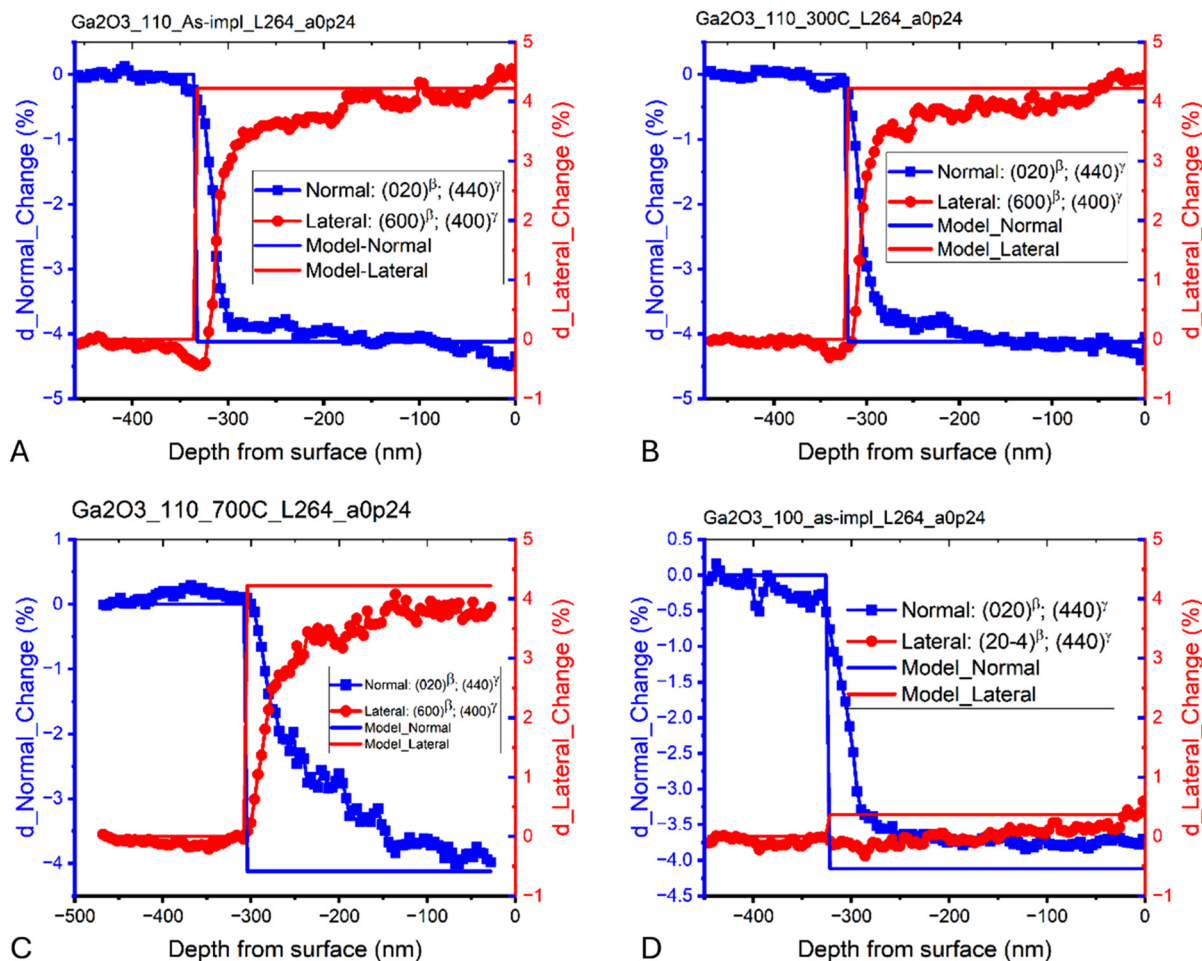 Ga2O3_110_As-impl_L264_a0p24
d_Normal_Change (%)
0
−1
−2
−3
−4
−5
5
4
3
2
1
0
−1
d_Lateral_Change (%)
Normal: (020)ᵝ; (440)ᵞ
Lateral: (600)ᵝ; (400)ᵞ
Model-Normal
Model-Lateral
−400 −300 −200 −100 0
Depth from surface (nm)
A
Ga2O3_110_300C_L264_a0p24
d_Normal_Change (%)
0
−1
−2
−3
−4
−5
5
4
3
2
1
0
−1
d_Lateral_Change (%)
Normal: (020)ᵝ; (440)ᵞ
Lateral: (600)ᵝ; (400)ᵞ
Model_Normal
Model_Lateral
−400 −300 −200 −100 0
Depth from surface (nm)
B
Ga2O3_110_700C_L264_a0p24
d_Normal_Change (%)
1
0
−1
−2
−3
−4
5
4
3
2
1
0
−1
d_Lateral_Change (%)
Normal: (020)ᵝ; (440)ᵞ
Lateral: (600)ᵝ; (400)ᵞ
Model_Normal
Model_Lateral
−500 −400 −300 −200 −100 0
Depth from surface (nm)
C
Ga2O3_100_as-impl_L264_a0p24
d_Normal_Change (%)
0.5
0.0
−0.5
−1.0
−1.5
−2.0
−2.5
−3.0
−3.5
−4.0
−4.5
5
4
3
2
1
0
−1
d_Lateral_Change (%)
Normal: (020)ᵝ; (440)ᵞ
Lateral: (20-4)ᵝ; (440)ᵞ
Model_Normal
Model_Lateral
−400 −300 −200 −100 0
Depth from surface (nm)
D